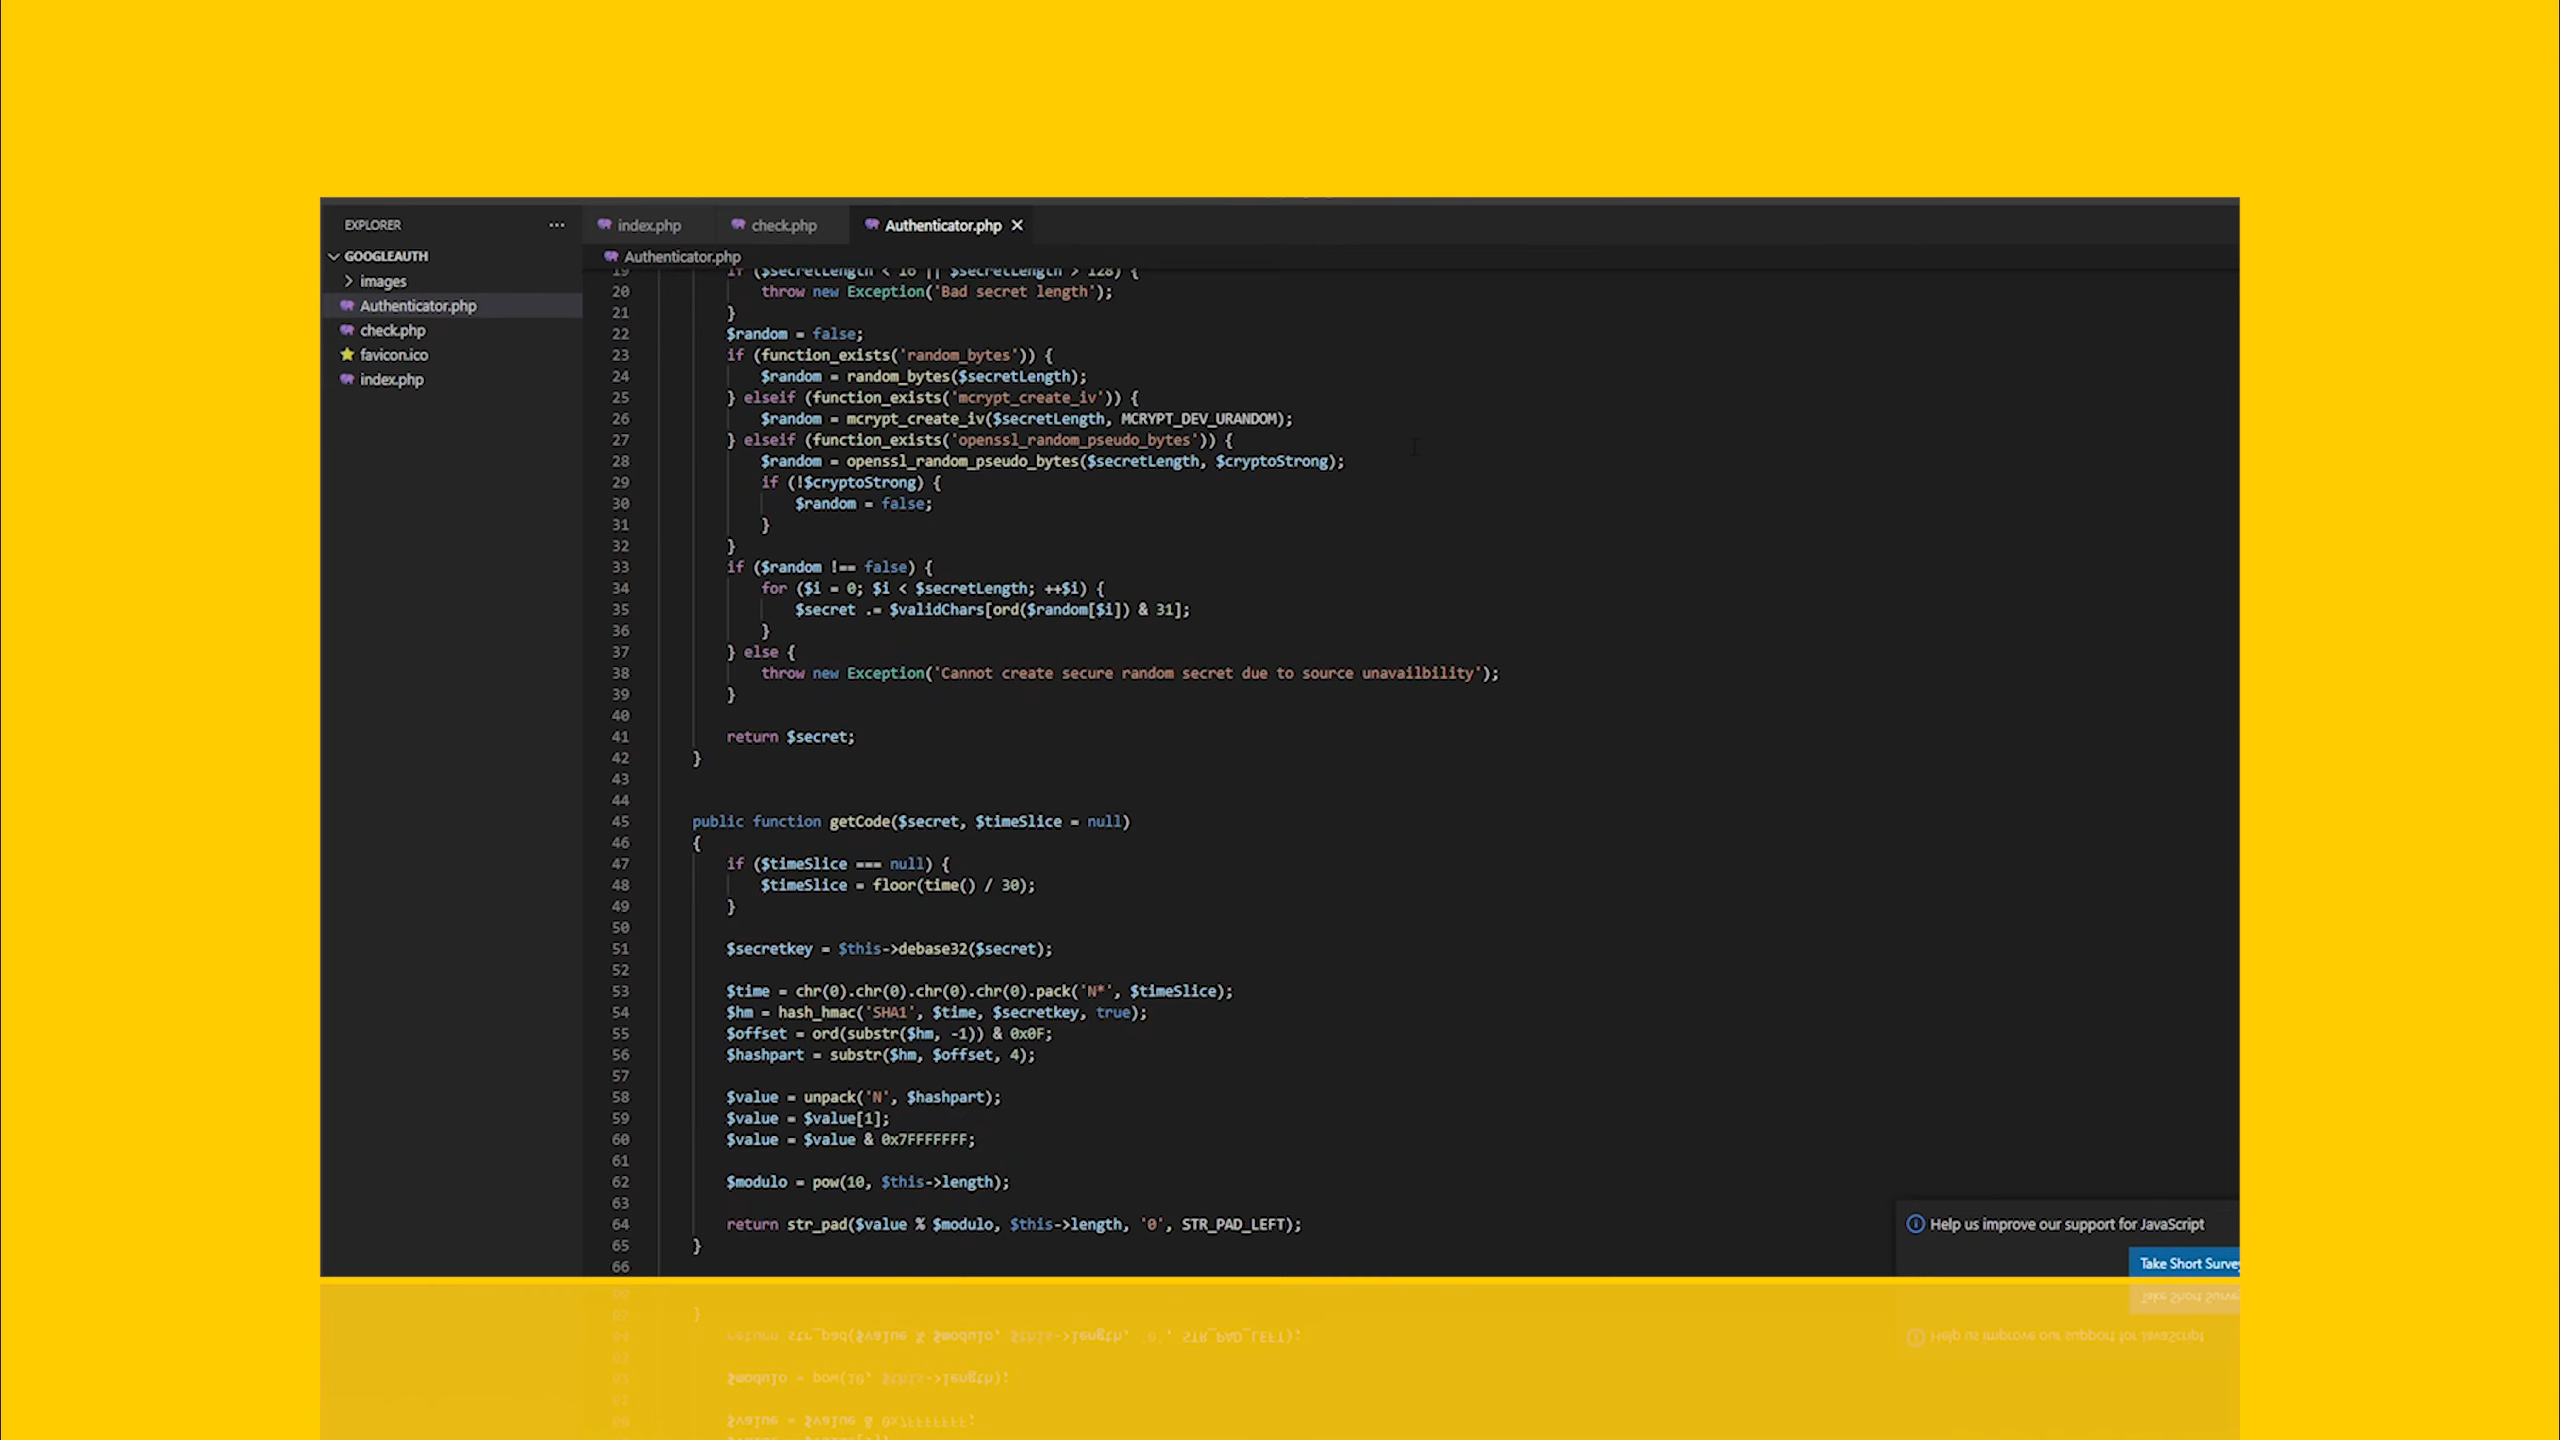 EXPLORER
GOOGLEAUTH
images
Authenticator.php
check.php
favicon.ico
index.php
index.php
check.php
Authenticator.php
Authenticator.php
19 if ($secretLength < 16 || $secretLength > 128) {
20 throw new Exception('Bad secret length');
21 }
22 $random = false;
23 if (function_exists('random_bytes')) {
24 $random = random_bytes($secretLength);
25 } elseif (function_exists('mcrypt_create_iv')) {
26 $random = mcrypt_create_iv($secretLength, MCRYPT_DEV_URANDOM);
27 } elseif (function_exists('openssl_random_pseudo_bytes')) {
28 $random = openssl_random_pseudo_bytes($secretLength, $cryptoStrong);
29 if (!$cryptoStrong) {
30 $random = false;
31 }
32 }
33 if ($random !== false) {
34 for ($i = 0; $i < $secretLength; ++$i) {
35 $secret .= $validChars[ord($random[$i]) & 31];
36 }
37 } else {
38 throw new Exception('Cannot create secure random secret due to source unavailbility');
39 }
40
41 return $secret;
42 }
43
44
45 public function getCode($secret, $timeSlice = null)
46 {
47 if ($timeSlice === null) {
48 $timeSlice = floor(time() / 30);
49 }
50
51 $secretkey = $this->debase32($secret);
52
53 $time = chr(0).chr(0).chr(0).chr(0).pack('N*', $timeSlice);
54 $hm = hash_hmac('SHA1', $time, $secretkey, true);
55 $offset = ord(substr($hm, -1)) & 0x0F;
56 $hashpart = substr($hm, $offset, 4);
57
58 $value = unpack('N', $hashpart);
59 $value = $value[1];
60 $value = $value & 0x7FFFFFFF;
61
62 $modulo = pow(10, $this->length);
63
64 return str_pad($value % $modulo, $this->length, '0', STR_PAD_LEFT);
65 }
66
Help us improve our support for JavaScript
Take Short Surve